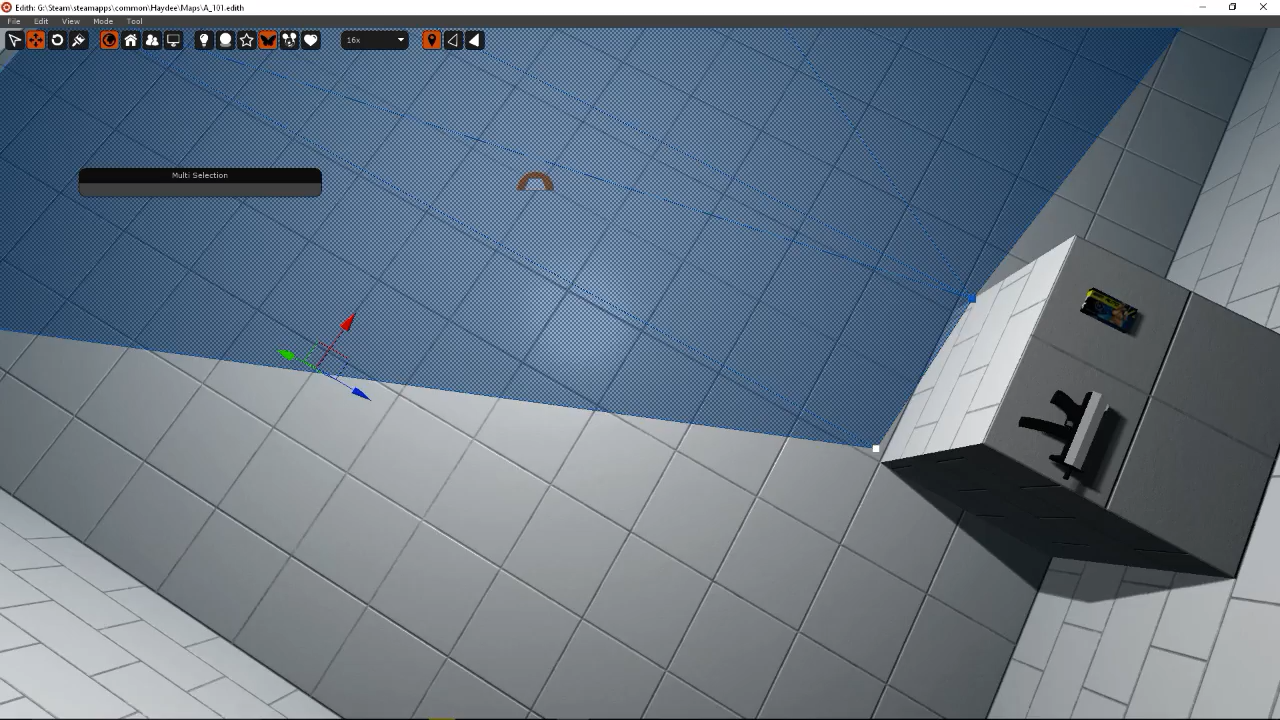 Edith: G:\Steam\steamapps\common\Haydee\Maps\A_101.edith
File Edit View Mode Tool
16x
Multi Selection